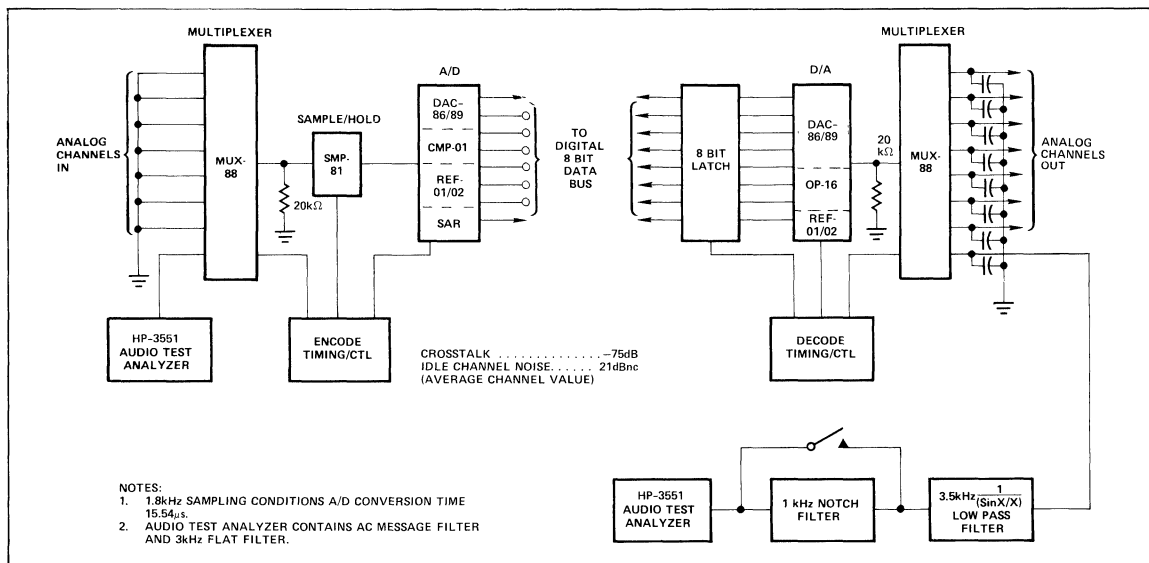 MULTIPLEXER
ANALOG
CHANNELS
IN
MUX-
88
20kΩ
SAMPLE/HOLD
SMP-
81
A/D
DAC-
86/89
CMP-01
REF-
01/02
SAR
TO
DIGITAL
8 BIT
DATA
BUS
8 BIT
LATCH
D/A
DAC-
86/89
OP-16
REF-
01/02
20
kΩ
MULTIPLEXER
MUX-
88
ANALOG
CHANNELS
OUT
HP-3551
AUDIO TEST
ANALYZER
ENCODE
TIMING/CTL
CROSSTALK . . . . . . . . . . . . . . . –75dB
IDLE CHANNEL NOISE. . . . . . 21dBnc
(AVERAGE CHANNEL VALUE)
DECODE
TIMING/CTL
NOTES:
1. 1.8kHz SAMPLING CONDITIONS A/D CONVERSION TIME
15.54μs.
2. AUDIO TEST ANALYZER CONTAINS AC MESSAGE FILTER
AND 3kHz FLAT FILTER.
HP-3551
AUDIO TEST
ANALYZER
1 kHz NOTCH
FILTER
3.5kHz 1/(SinX/X)
LOW PASS
FILTER